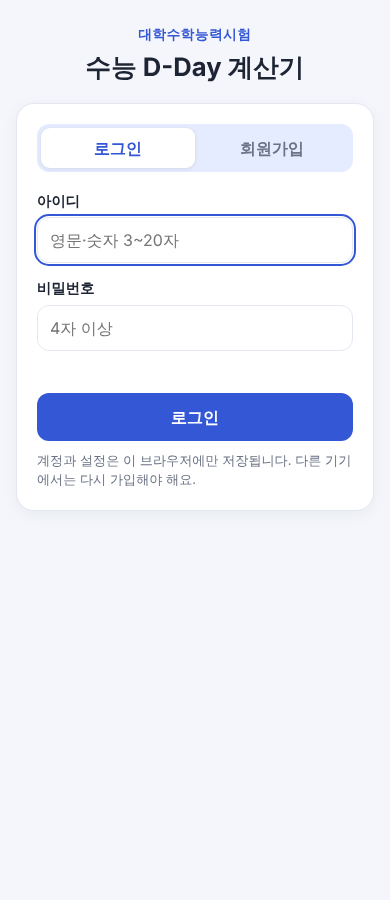 대학수학능력시험
수능 D-Day 계산기
로그인
회원가입
아이디
영문·숫자 3~20자
비밀번호
4자 이상
로그인
계정과 설정은 이 브라우저에만 저장됩니다. 다른 기기
에서는 다시 가입해야 해요.